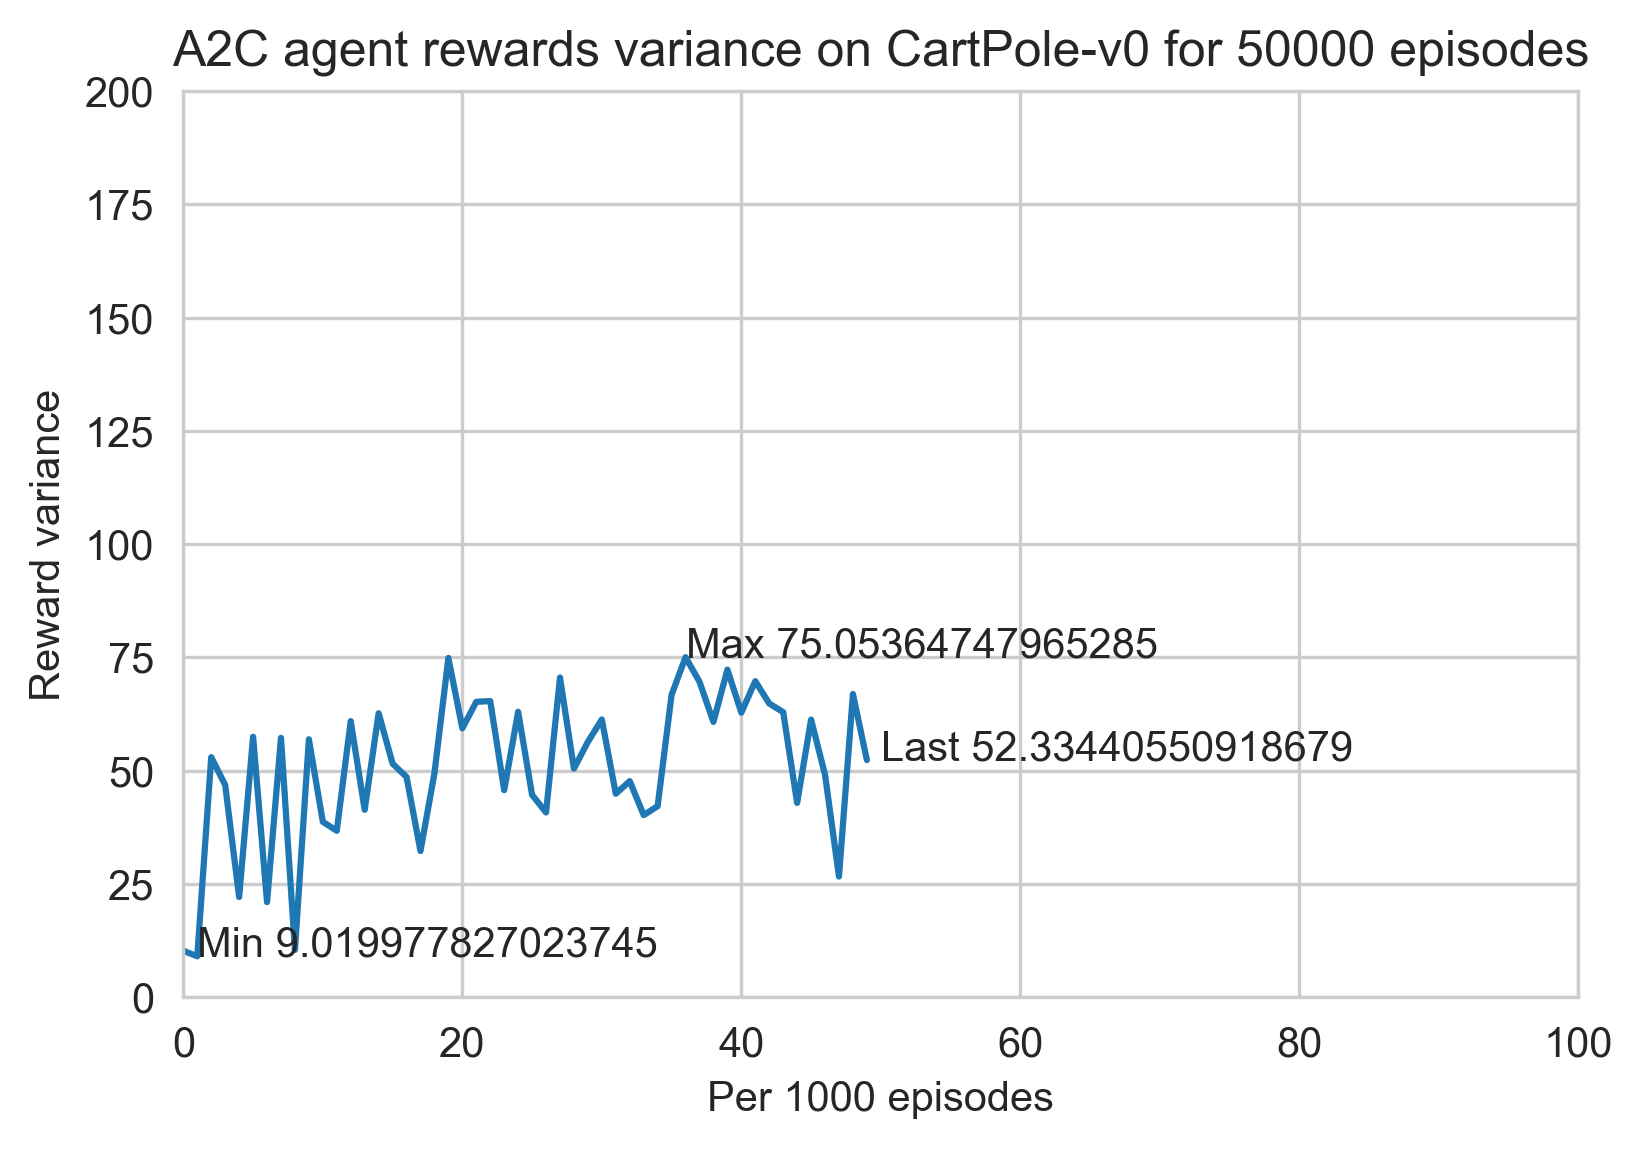 A2C agent rewards variance on CartPole-v0 for 50000 episodes
200
175
150
125
100
75
50
25
0
Reward variance
Max 75.05364747965285
Last 52.33440550918679
Min 9.019977827023745
0 20 40 60 80 100
Per 1000 episodes